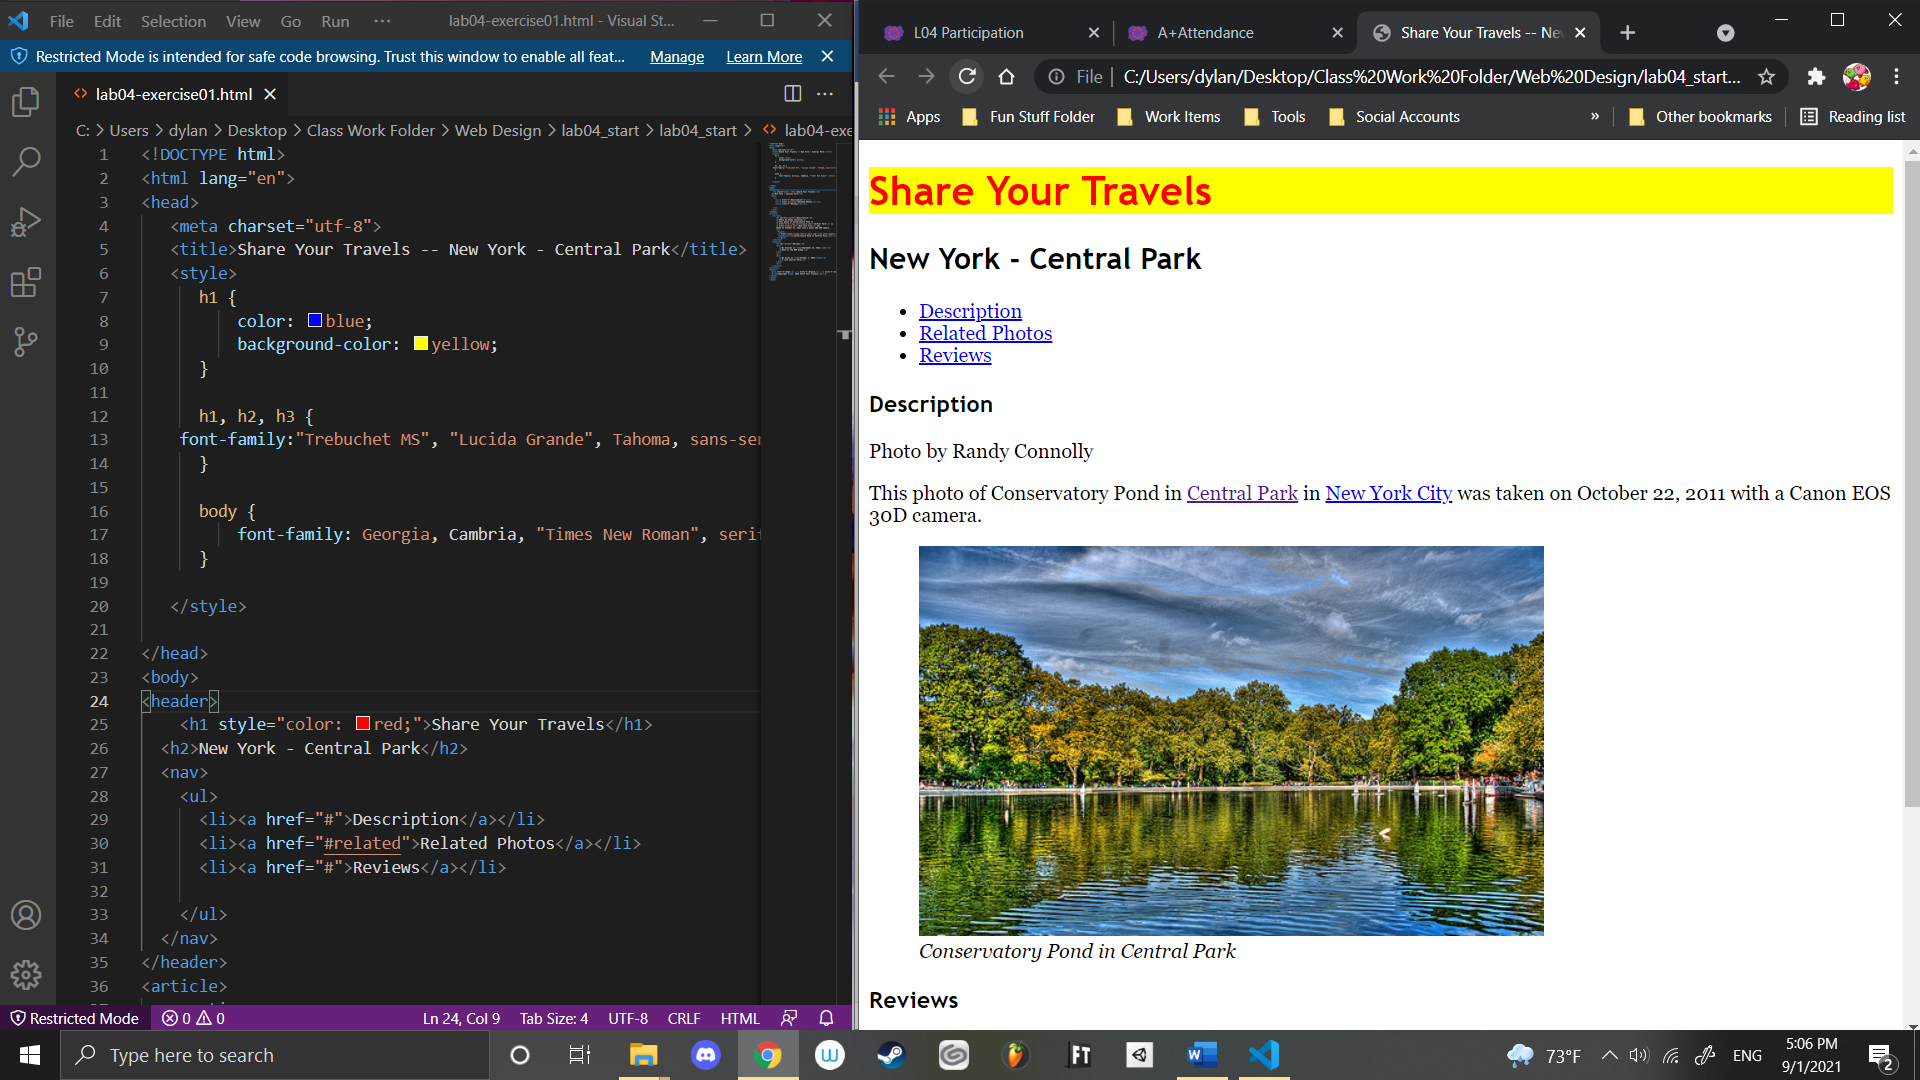 File Edit Selection View Go Run ··· lab04-exercise01.html - Visual St...
Restricted Mode is intended for safe code browsing. Trust this window to enable all feat... Manage Learn More
<> lab04-exercise01.html
C: > Users > dylan > Desktop > Class Work Folder > Web Design > lab04_start > lab04_start > <> lab04-exe
1 <!DOCTYPE html>
2 <html lang="en">
3 <head>
4 <meta charset="utf-8">
5 <title>Share Your Travels -- New York - Central Park</title>
6 <style>
7 h1 {
8 color: blue;
9 background-color: yellow;
10 }
11
12 h1, h2, h3 {
13 font-family:"Trebuchet MS", "Lucida Grande", Tahoma, sans-ser
14 }
15
16 body {
17 font-family: Georgia, Cambria, "Times New Roman", serif
18 }
19
20 </style>
21
22 </head>
23 <body>
24 <header>
25 <h1 style="color: red;">Share Your Travels</h1>
26 <h2>New York - Central Park</h2>
27 <nav>
28 <ul>
29 <li><a href="#">Description</a></li>
30 <li><a href="#related">Related Photos</a></li>
31 <li><a href="#">Reviews</a></li>
32
33 </ul>
34 </nav>
35 </header>
36 <article>
Restricted Mode 0 0 Ln 24, Col 9 Tab Size: 4 UTF-8 CRLF HTML
L04 Participation A+Attendance Share Your Travels -- Nev
File C:/Users/dylan/Desktop/Class%20Work%20Folder/Web%20Design/lab04_start...
Apps Fun Stuff Folder Work Items Tools Social Accounts » Other bookmarks Reading list
Share Your Travels
New York - Central Park
• Description
• Related Photos
• Reviews
Description
Photo by Randy Connolly
This photo of Conservatory Pond in Central Park in New York City was taken on October 22, 2011 with a Canon EOS
30D camera.
Conservatory Pond in Central Park
Reviews
Type here to search
FT
73°F ENG 5:06 PM
9/1/2021
2